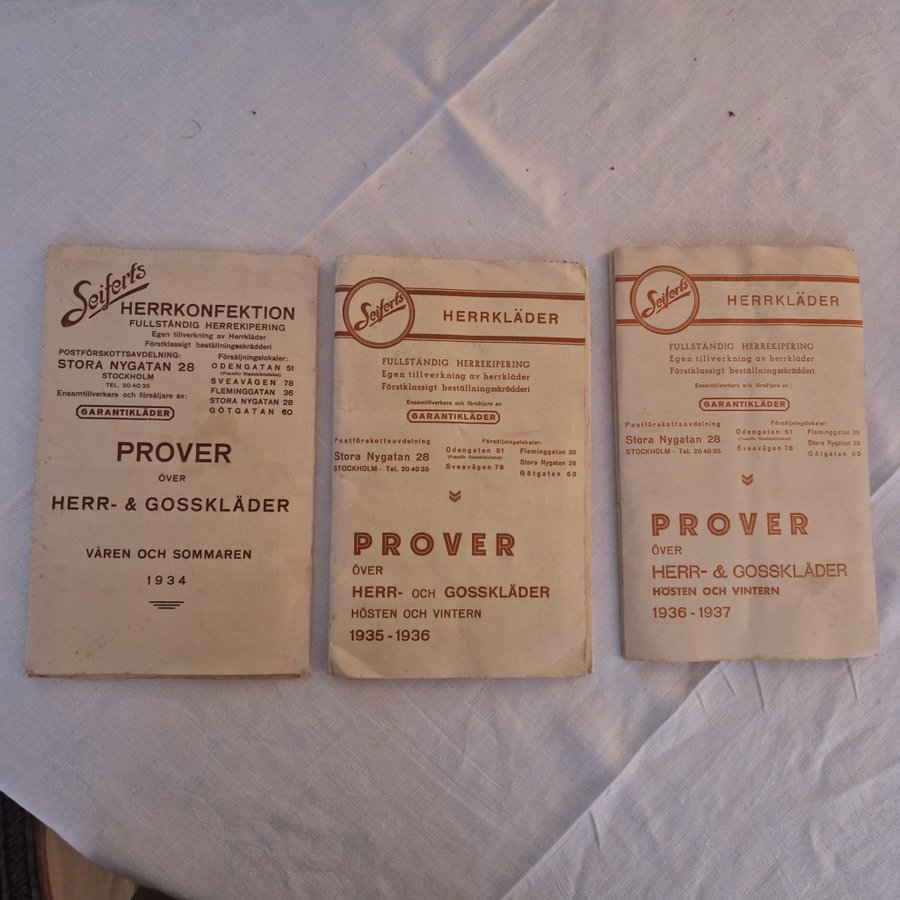 Seiferts
HERRKONFEKTION
FULLSTÄNDIG HERREKIPERING
Egen tillverkning av Herrkläder
Förstklassigt beställningsskrädderi
POSTFÖRSKOTTSAVDELNING:
STORA NYGATAN 28
STOCKHOLM
TEL. 20 40 35
Försäljningslokaler:
ODENGATAN 51
(Framför Stadsbiblioteket)
SVEAVÄGEN 78
FLEMINGGATAN 36
STORA NYGATAN 28
GÖTGATAN 60
Ensamtillverkare och försäljare av:
GARANTIKLÄDER
PROVER
ÖVER
HERR- & GOSSKLÄDER
VÅREN OCH SOMMAREN
1934
Seiferts
HERRKLÄDER
FULLSTÄNDIG HERREKIPERING
Egen tillverkning av herrkläder
Förstklassigt beställningsskrädderi
Ensamtillverkare och försäljare av
GARANTIKLÄDER
Postförskottsavdelning
Stora Nygatan 28
STOCKHOLM - Tel. 20 40 35
Försäljningslokaler:
Odengatan 51
(Framför Stadsbiblioteket)
Sveavägen 78
Fleminggatan 36
Stora Nygatan 28
Götgatan 60
PROVER
ÖVER
HERR- OCH GOSSKLÄDER
HÖSTEN OCH VINTERN
1935 - 1936
Seiferts
HERRKLÄDER
FULLSTÄNDIG HERREKIPERING
Egen tillverkning av herrkläder
Förstklassigt beställningsskrädderi
Ensamtillverkare och försäljare av
GARANTIKLÄDER
Postförskottsavdelning
Stora Nygatan 28
STOCKHOLM - Tel. 20 40 35
Försäljningslokaler:
Odengatan 51
(Framför Stadsbiblioteket)
Sveavägen 78
Fleminggatan 36
Stora Nygatan 28
Götgatan 60
PROVER
ÖVER
HERR- & GOSSKLÄDER
HÖSTEN OCH VINTERN
1936 - 1937